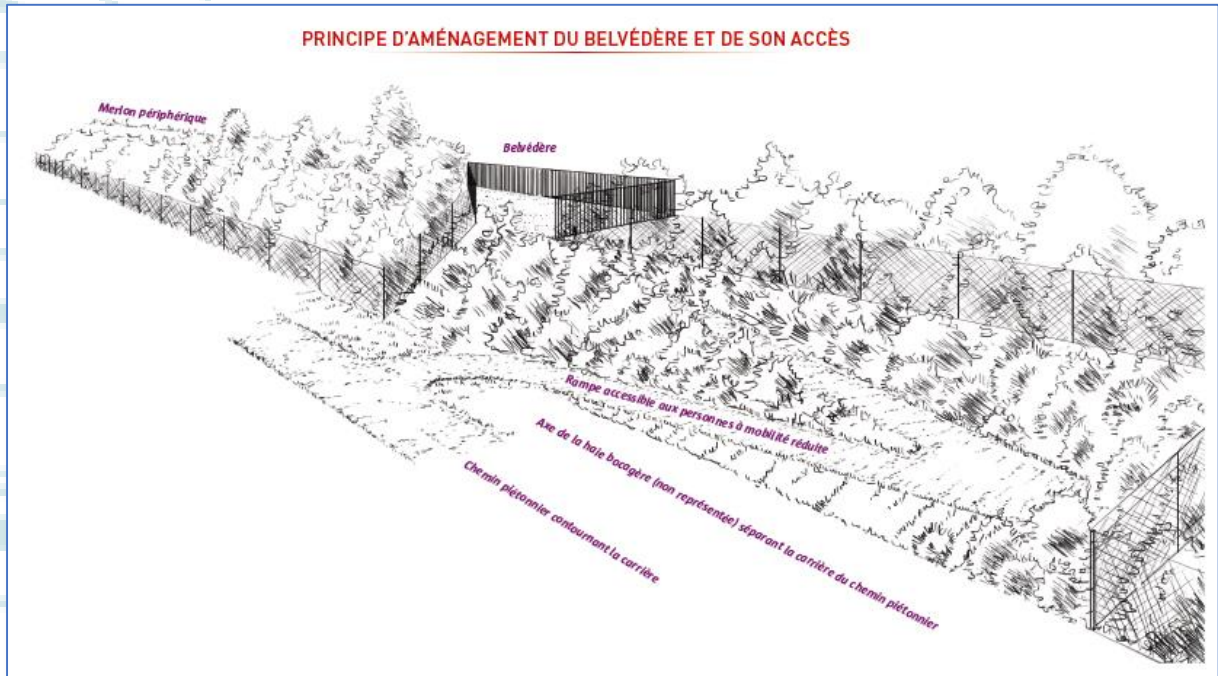 PRINCIPE D'AMÉNAGEMENT DU BELVÉDÈRE ET DE SON ACCÈS
Merlon périphérique
Belvédère
Rampe accessible aux personnes à mobilité réduite
Axe de la haie bocagère (non représentée) séparant la carrière du chemin piétonnier
Chemin piétonnier contournant la carrière